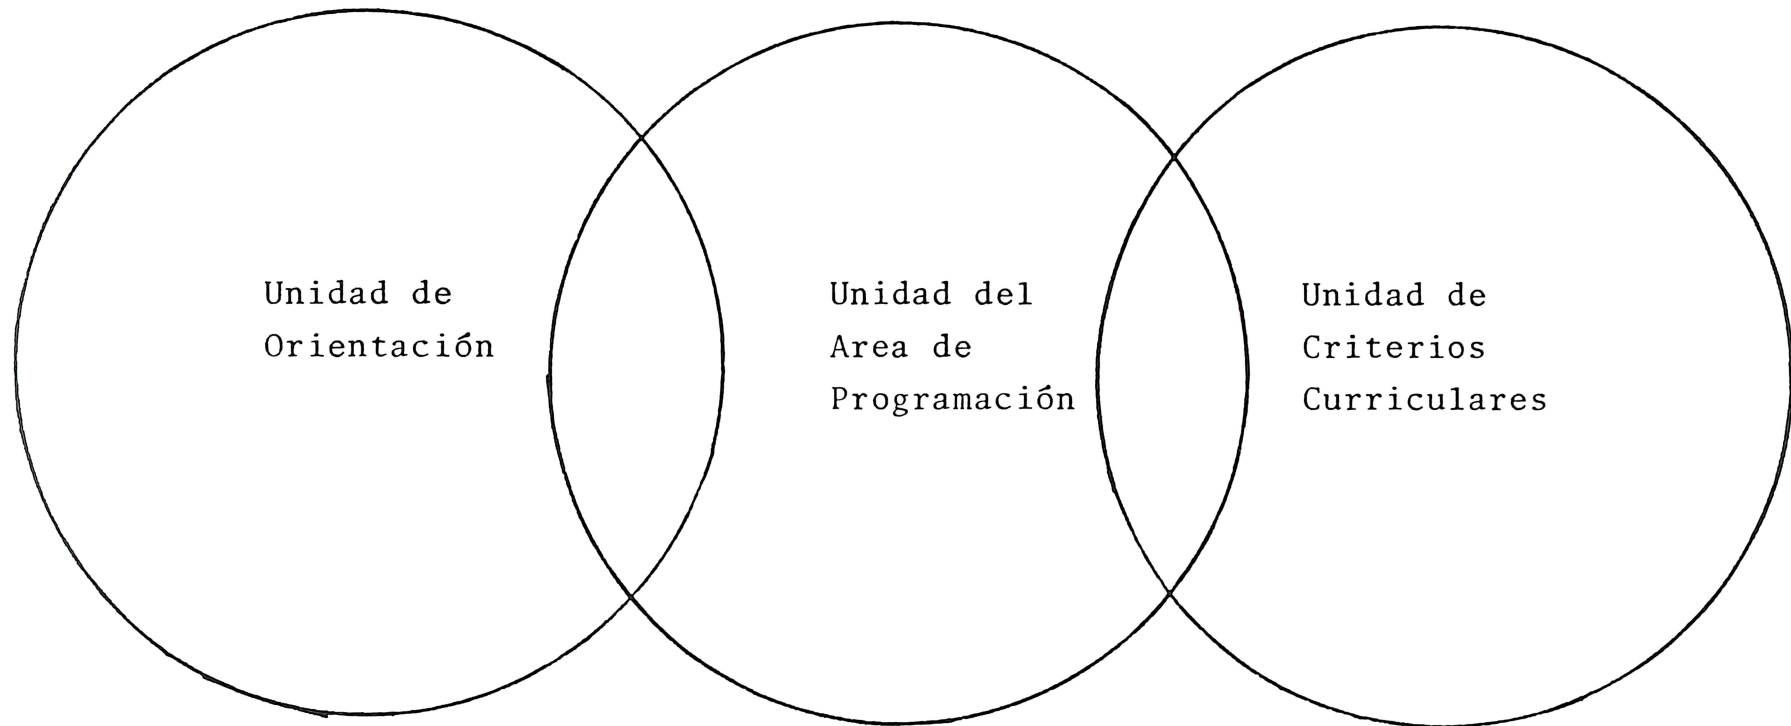 Unidad de
Orientación
Unidad del
Area de
Programación
Unidad de
Criterios
Curriculares